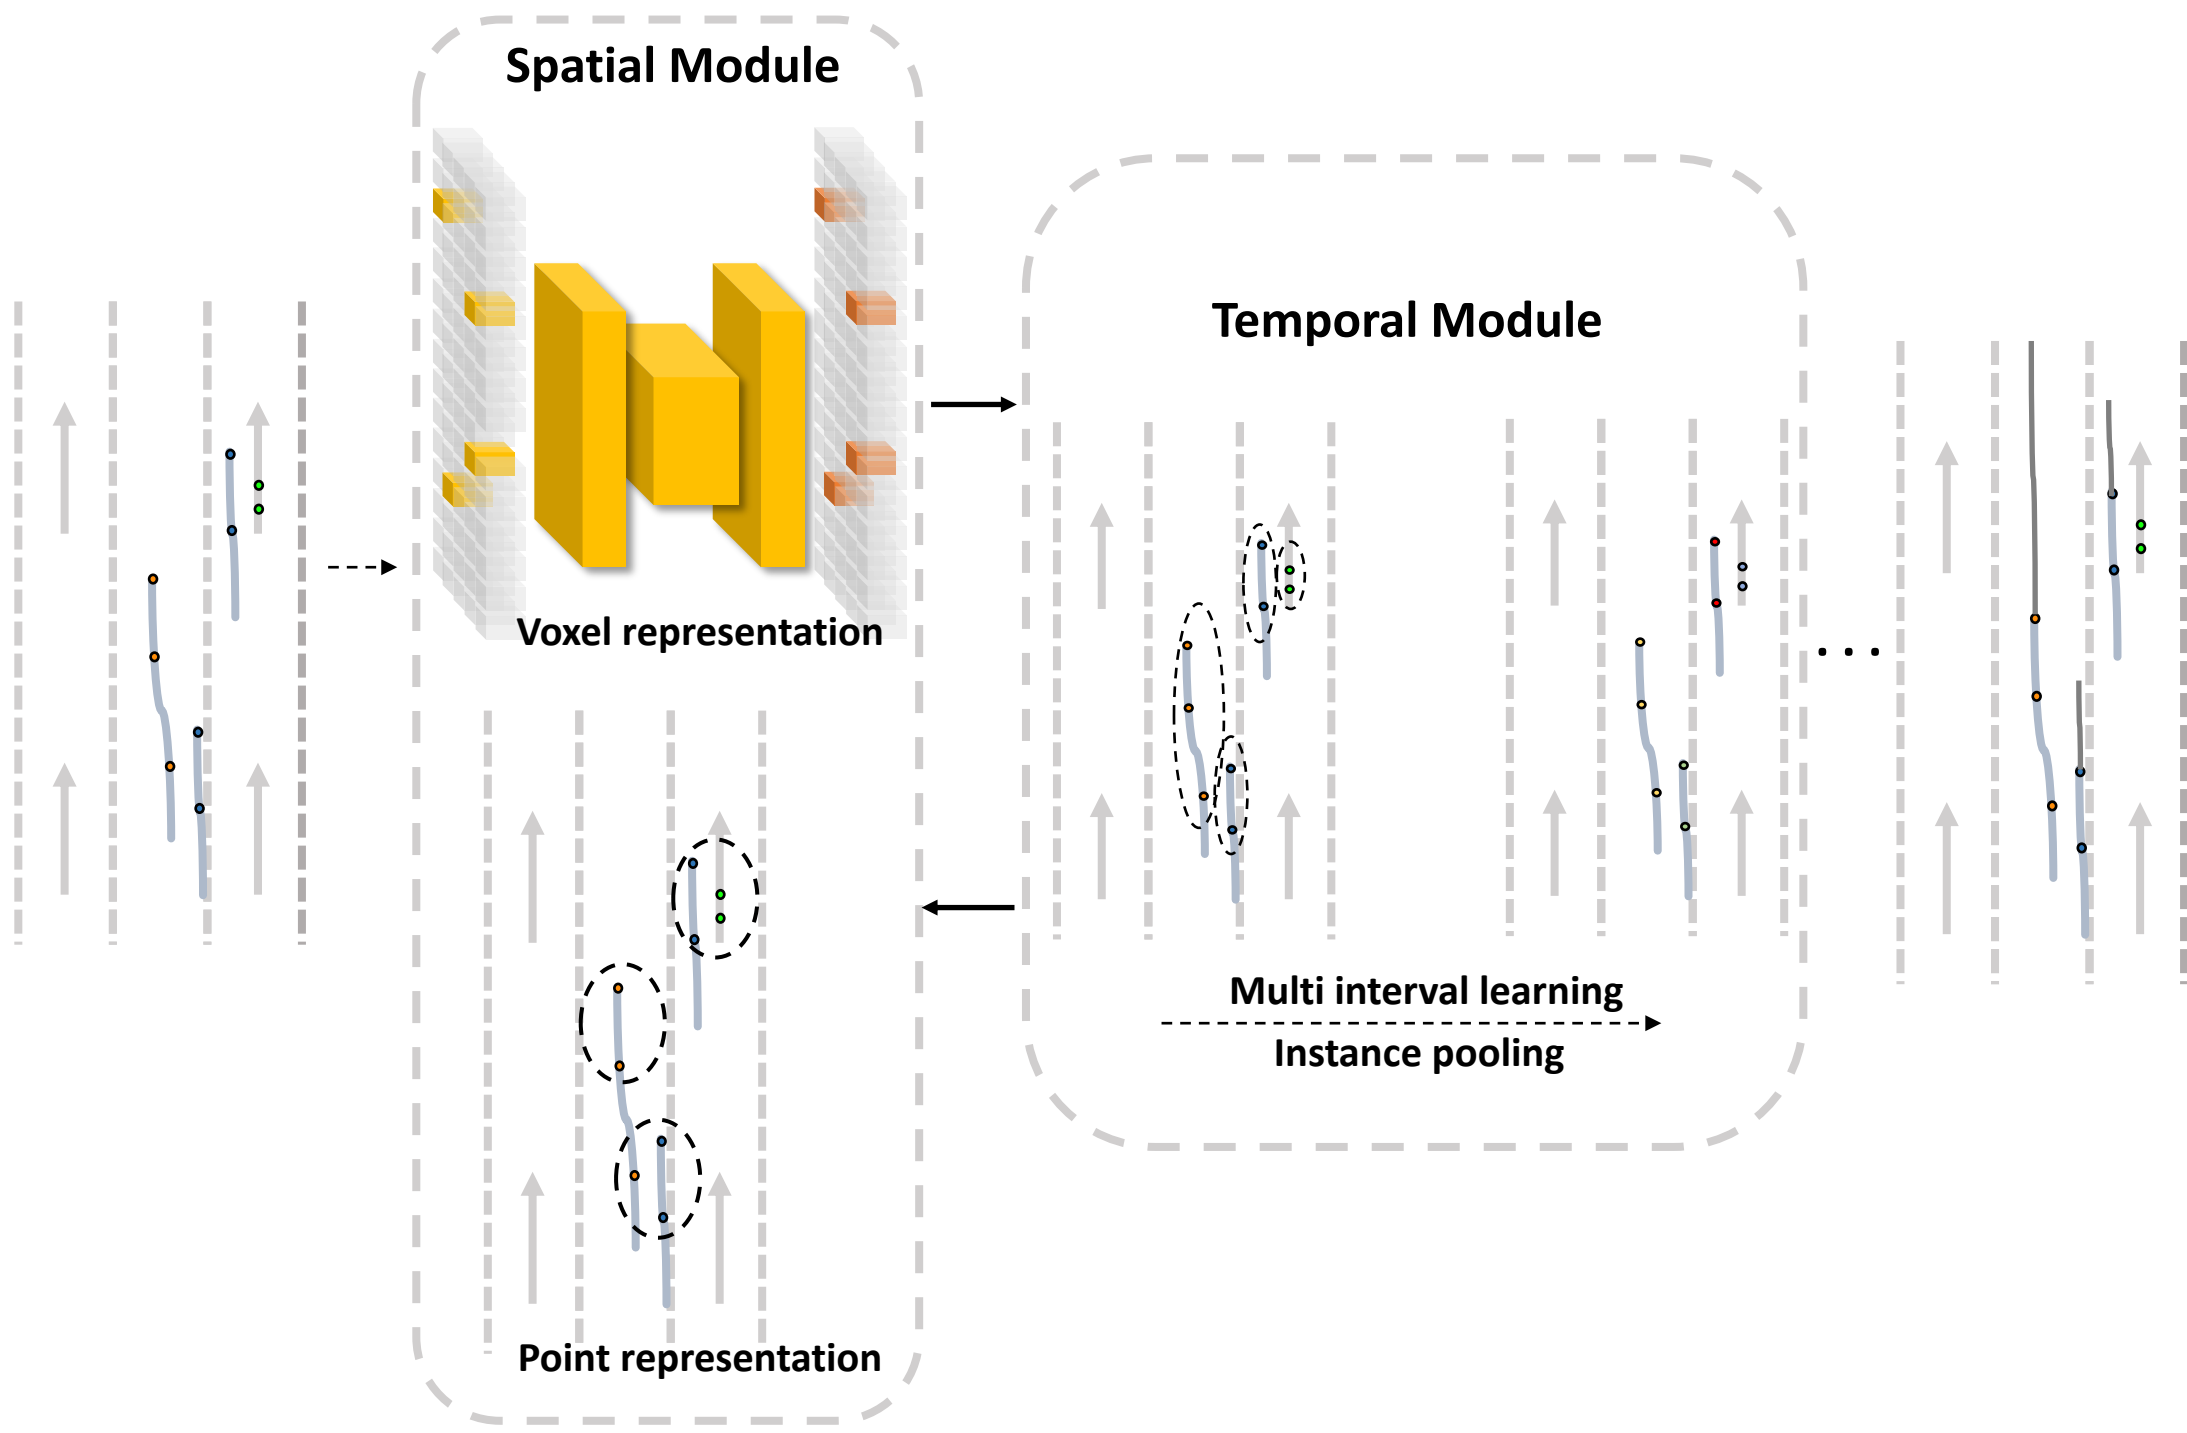 Spatial Module
Voxel representation
Point representation
Temporal Module
Multi interval learning
Instance pooling
. . .